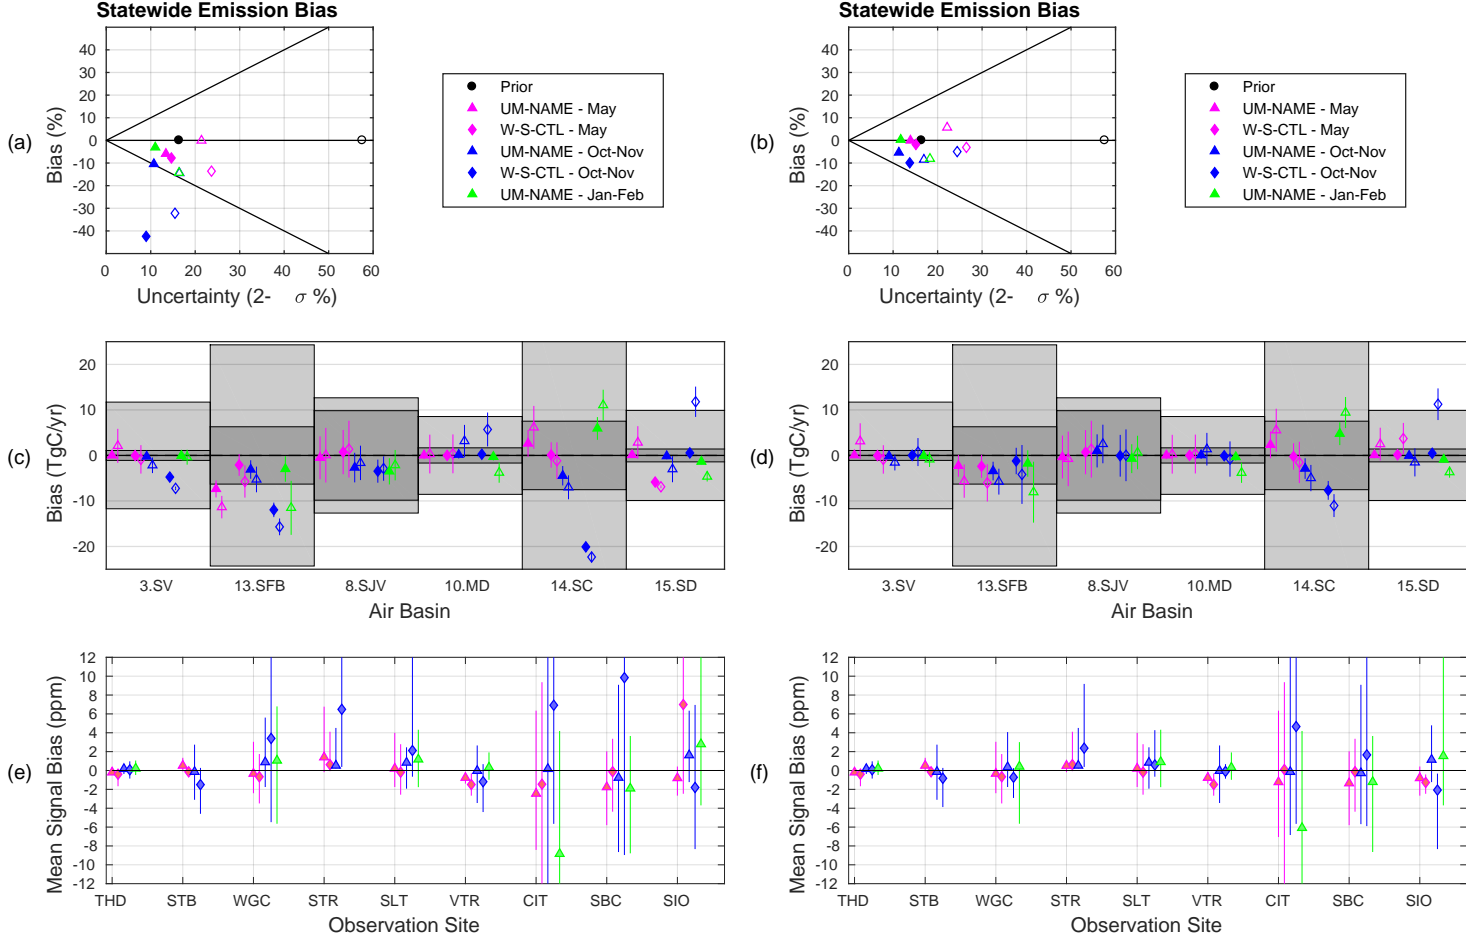 Statewide Emission Bias
(a)
Bias (%)
40
30
20
10
0
-10
-20
-30
-40
0 10 20 30 40 50 60
Uncertainty (2- σ %)
Prior
UM-NAME - May
W-S-CTL - May
UM-NAME - Oct-Nov
W-S-CTL - Oct-Nov
UM-NAME - Jan-Feb
Statewide Emission Bias
(b)
Bias (%)
40
30
20
10
0
-10
-20
-30
-40
0 10 20 30 40 50 60
Uncertainty (2- σ %)
Prior
UM-NAME - May
W-S-CTL - May
UM-NAME - Oct-Nov
W-S-CTL - Oct-Nov
UM-NAME - Jan-Feb
(c)
Bias (TgC/yr)
20
10
0
-10
-20
3.SV 13.SFB 8.SJV 10.MD 14.SC 15.SD
Air Basin
(d)
Bias (TgC/yr)
20
10
0
-10
-20
3.SV 13.SFB 8.SJV 10.MD 14.SC 15.SD
Air Basin
(e)
Mean Signal Bias (ppm)
12
10
8
6
4
2
0
-2
-4
-6
-8
-10
-12
THD STB WGC STR SLT VTR CIT SBC SIO
Observation Site
(f)
Mean Signal Bias (ppm)
12
10
8
6
4
2
0
-2
-4
-6
-8
-10
-12
THD STB WGC STR SLT VTR CIT SBC SIO
Observation Site